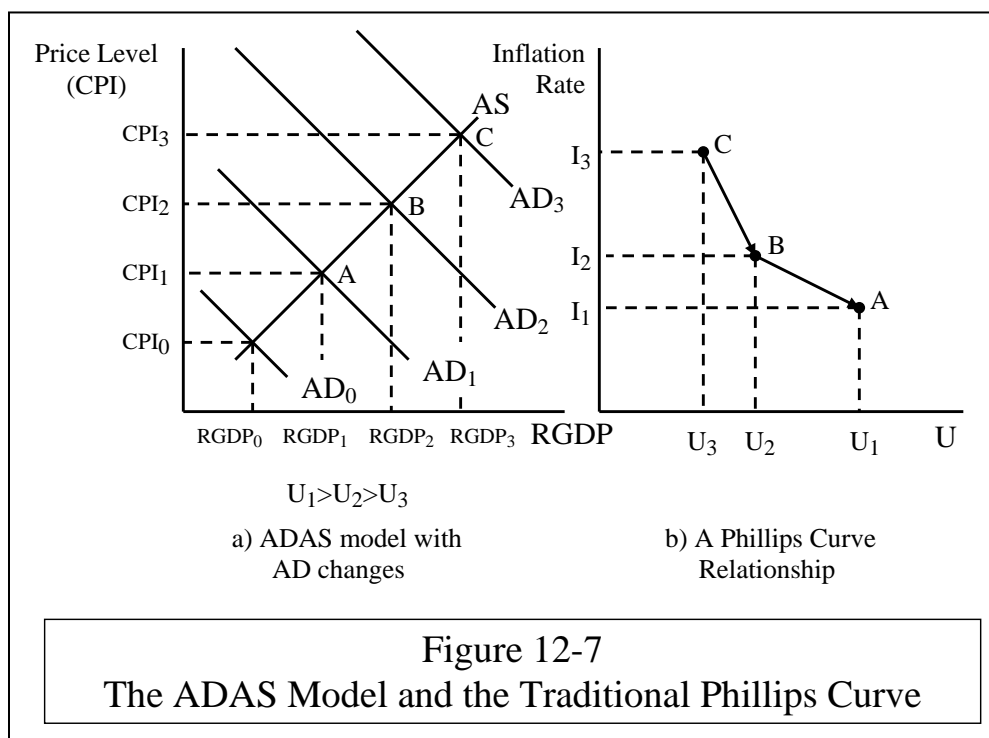 Price Level
(CPI)
CPI₃
CPI₂
CPI₁
CPI₀
AS
C
B
A
AD₃
AD₂
AD₁
AD₀
RGDP₀ RGDP₁ RGDP₂ RGDP₃ RGDP
U₁>U₂>U₃
a) ADAS model with
AD changes
Inflation
Rate
I₃
I₂
I₁
C
B
A
U₃ U₂ U₁ U
b) A Phillips Curve
Relationship
Figure 12-7
The ADAS Model and the Traditional Phillips Curve